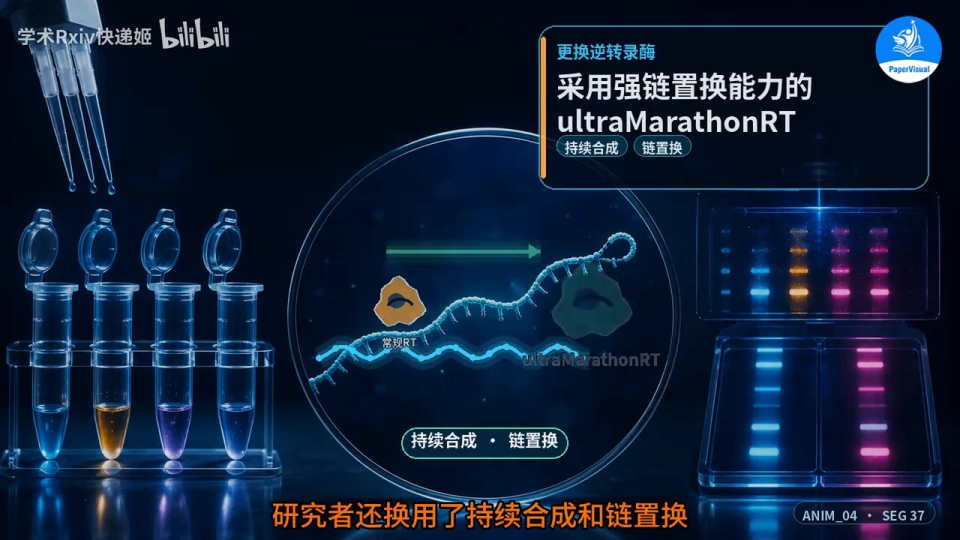 学术Rxiv快递姬 bilibili
更换逆转录酶
采用强链置换能力的
ultraMarathonRT
持续合成 链置换
PaperVisual
常规RT
ultraMarathonRT
持续合成 · 链置换
研究者还换用了持续合成和链置换
ANIM_04 · SEG 37